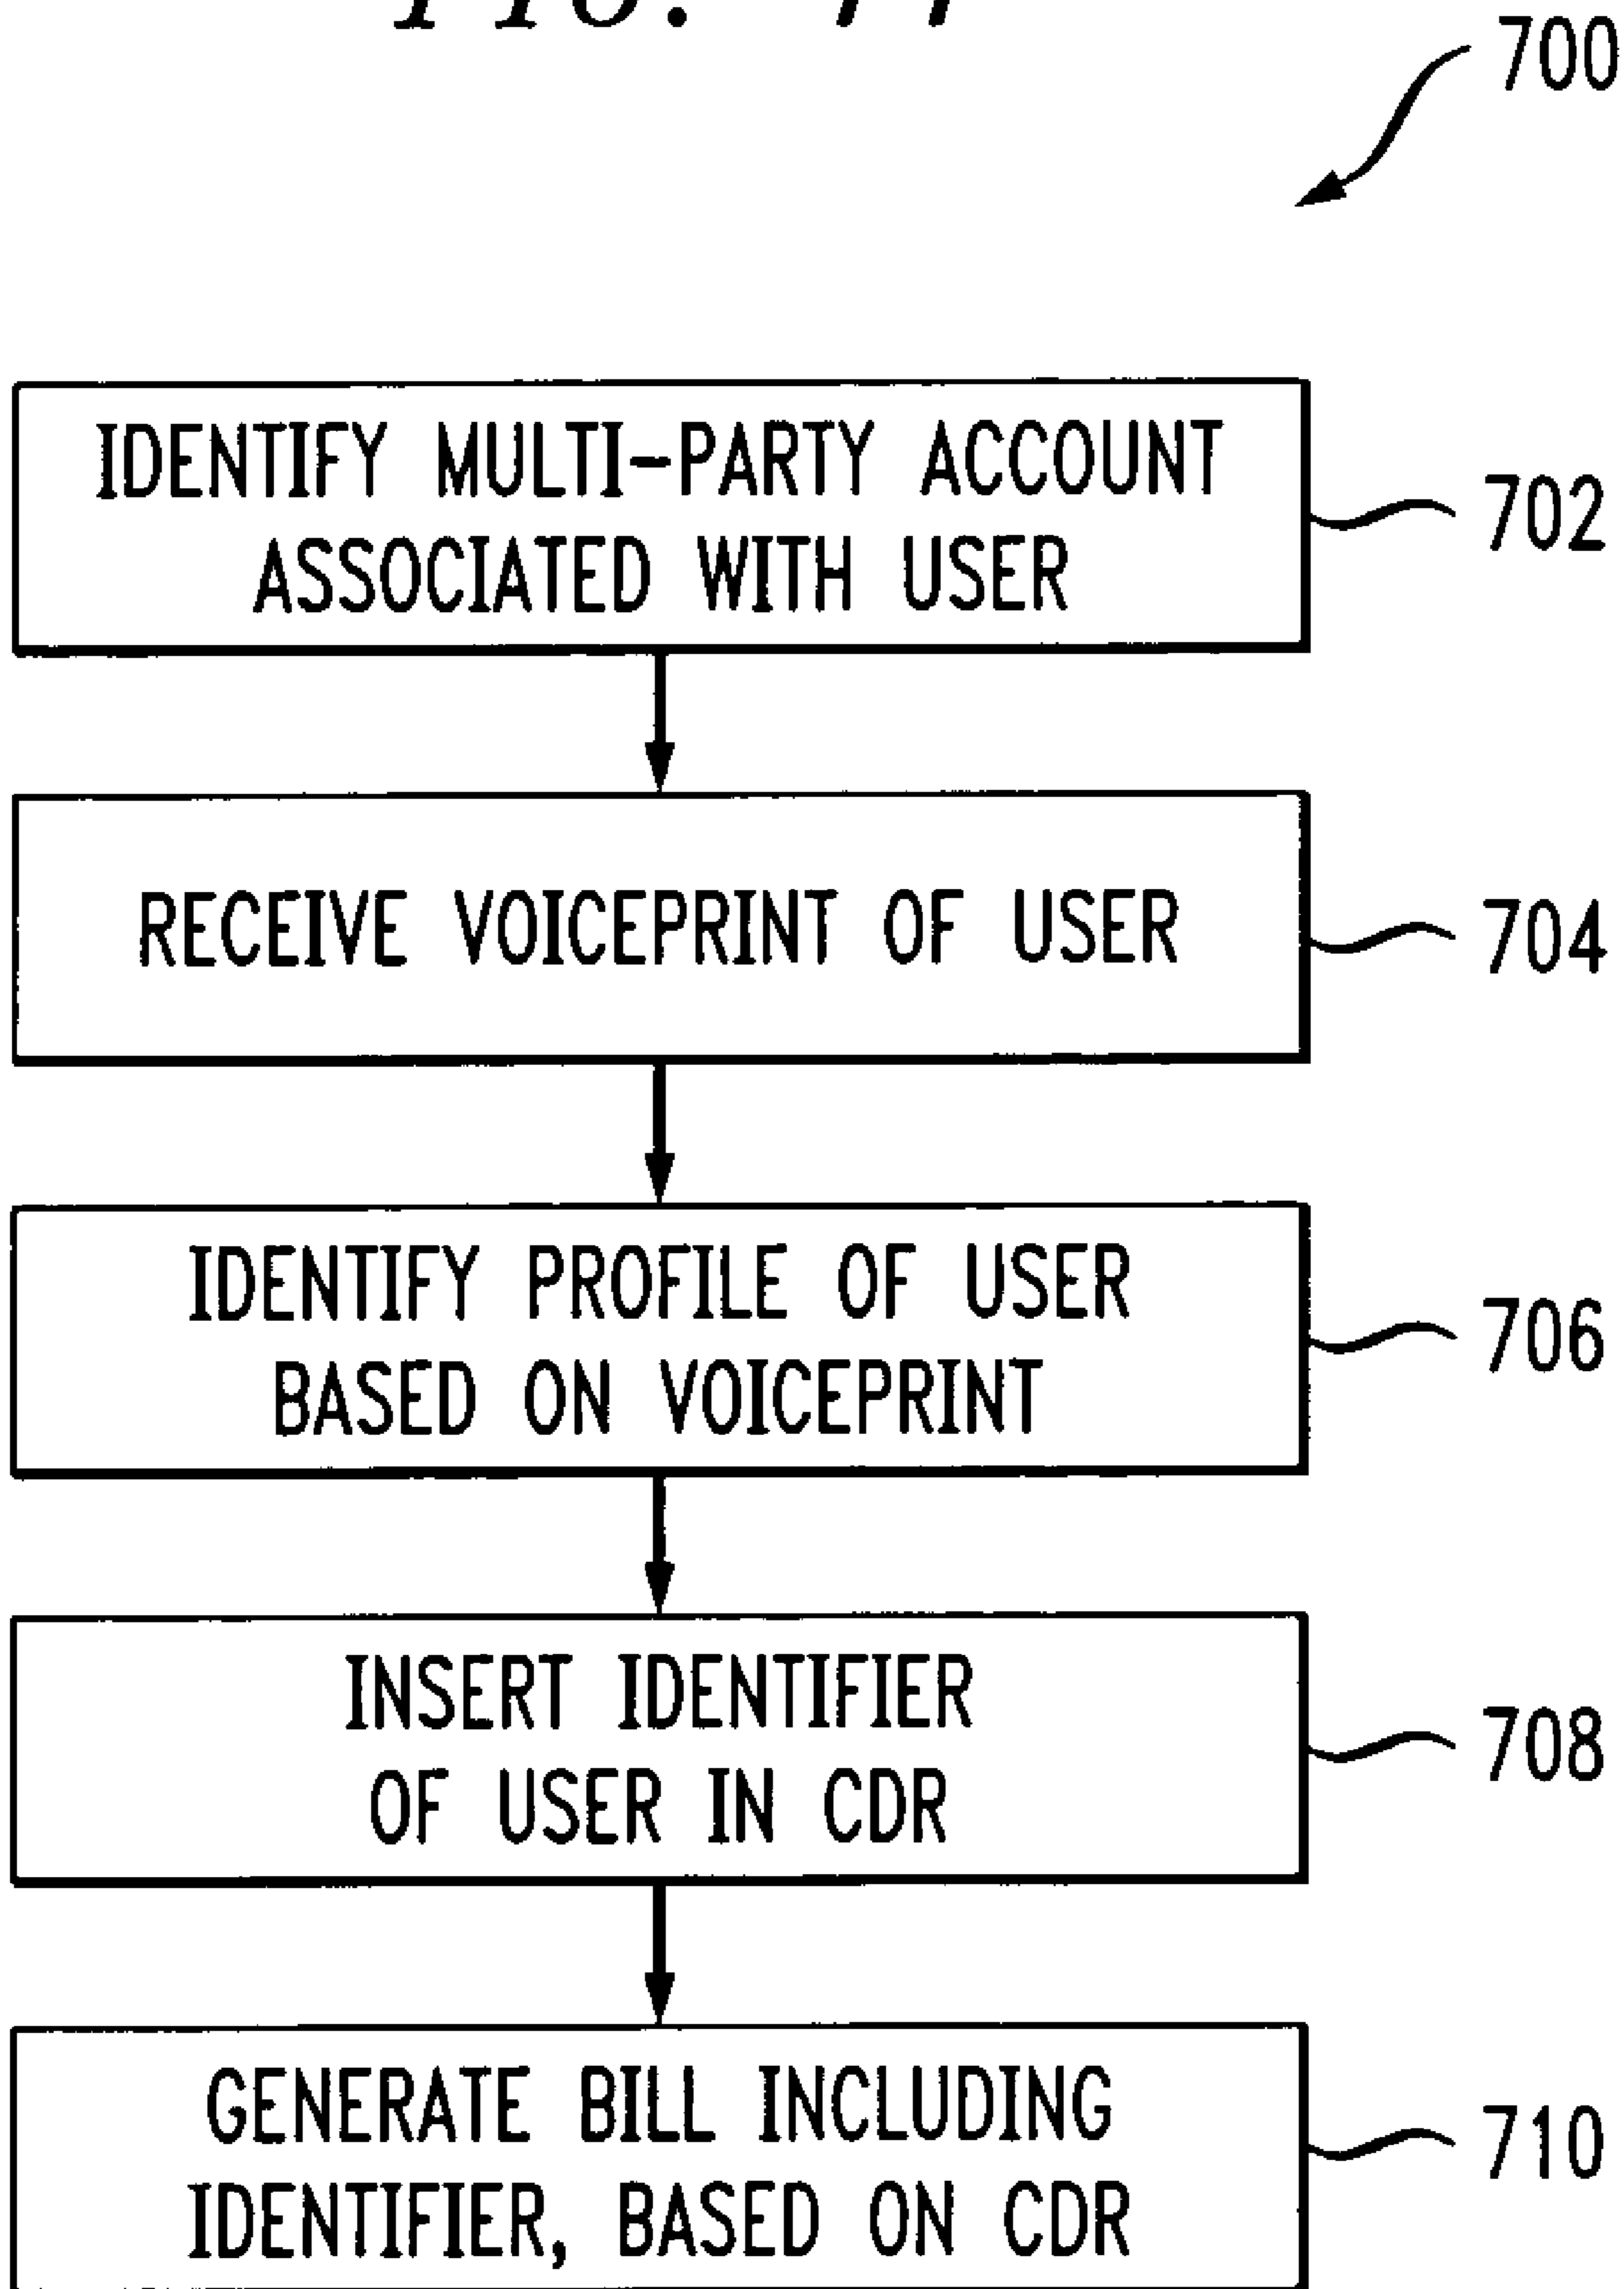 FIG.
700
IDENTIFY MULTI-PARTY ACCOUNT
ASSOCIATED WITH USER
702
RECEIVE VOICEPRINT OF USER
704
IDENTIFY PROFILE OF USER
BASED ON VOICEPRINT
706
INSERT IDENTIFIER
OF USER IN CDR
708
GENERATE BILL INCLUDING
IDENTIFIER, BASED ON CDR
710